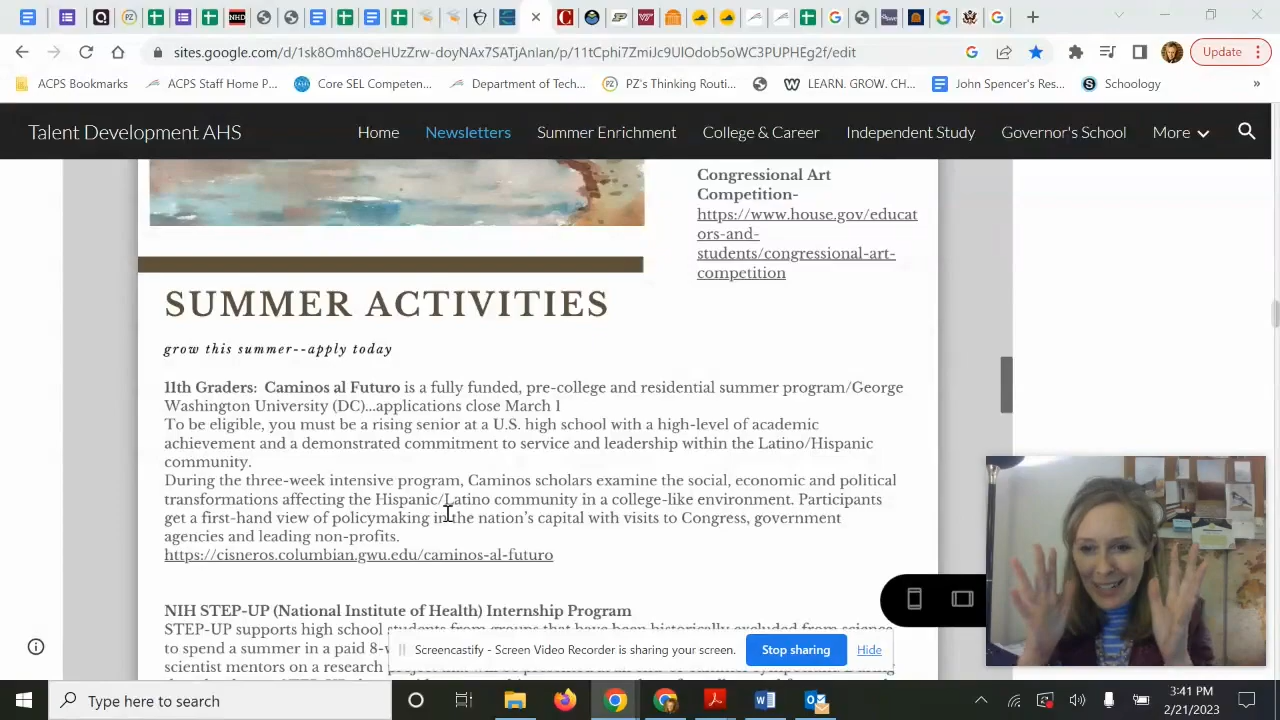 sites.google.com/d/1sk8Omh8OeHUzZrw-doyNAx7SATjAnIan/p/11tCphi7ZmiJc9UlOdob5oWC3PUPHEg2f/edit
Update
ACPS Bookmarks
ACPS Staff Home P...
Core SEL Competen...
Department of Tech...
PZ's Thinking Routi...
LEARN. GROW. CH...
John Spencer's Res...
Schoology
»
Talent Development AHS
Home
Newsletters
Summer Enrichment
College & Career
Independent Study
Governor's School
More
Congressional Art
Competition-
https://www.house.gov/educat
ors-and-
students/congressional-art-
competition
SUMMER ACTIVITIES
grow this summer--apply today
11th Graders: Caminos al Futuro is a fully funded, pre-college and residential summer program/George
Washington University (DC)...applications close March 1
To be eligible, you must be a rising senior at a U.S. high school with a high-level of academic
achievement and a demonstrated commitment to service and leadership within the Latino/Hispanic
community.
During the three-week intensive program, Caminos scholars examine the social, economic and political
transformations affecting the Hispanic/Latino community in a college-like environment. Participants
get a first-hand view of policymaking in the nation's capital with visits to Congress, government
agencies and leading non-profits.
https://cisneros.columbian.gwu.edu/caminos-al-futuro
NIH STEP-UP (National Institute of Health) Internship Program
STEP-UP supports high school students from groups that have been historically excluded from science
to spend a summer in a paid 8-
scientist mentors on a research
Screencastify - Screen Video Recorder is sharing your screen.
Stop sharing
Hide
Type here to search
3:41 PM
2/21/2023